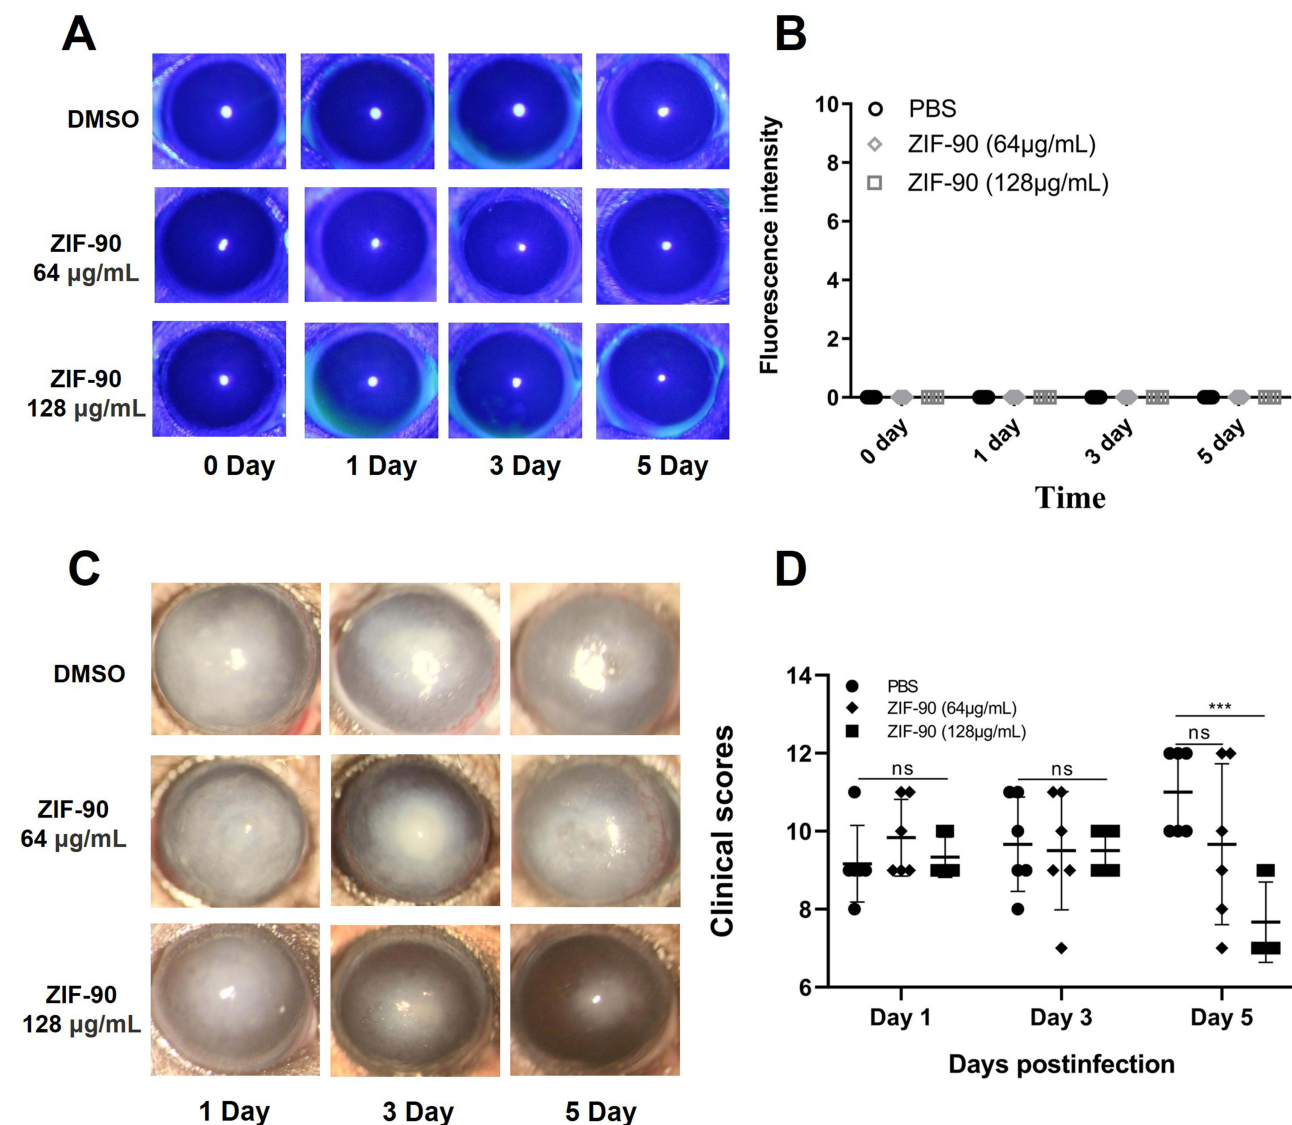 A
DMSO
ZIF-90
64 µg/mL
ZIF-90
128 µg/mL
0 Day
1 Day
3 Day
5 Day
B
Fluorescence intensity
10
8
6
4
2
0
PBS
ZIF-90 (64µg/mL)
ZIF-90 (128µg/mL)
0 day
1 day
3 day
5 day
Time
C
DMSO
ZIF-90
64 µg/mL
ZIF-90
128 µg/mL
1 Day
3 Day
5 Day
D
Clinical scores
14
12
10
8
6
PBS
ZIF-90 (64µg/mL)
ZIF-90 (128µg/mL)
ns
ns
***
ns
Day 1
Day 3
Day 5
Days postinfection